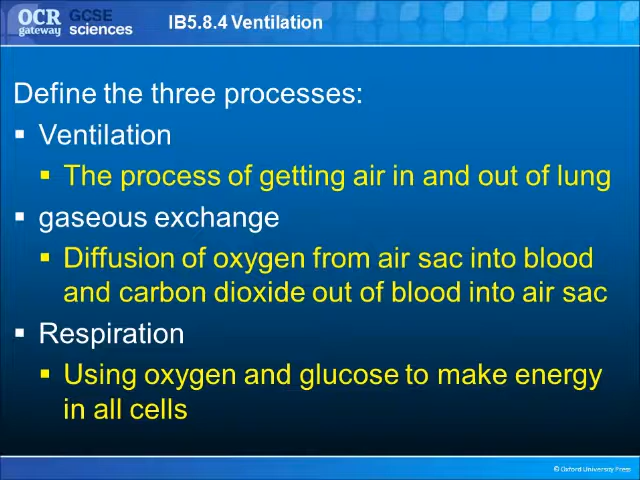 OCR
gateway
GCSE
sciences
IB5.8.4 Ventilation
Define the three processes:
Ventilation
The process of getting air in and out of lung
gaseous exchange
Diffusion of oxygen from air sac into blood
and carbon dioxide out of blood into air sac
Respiration
Using oxygen and glucose to make energy
in all cells
© Oxford University Press